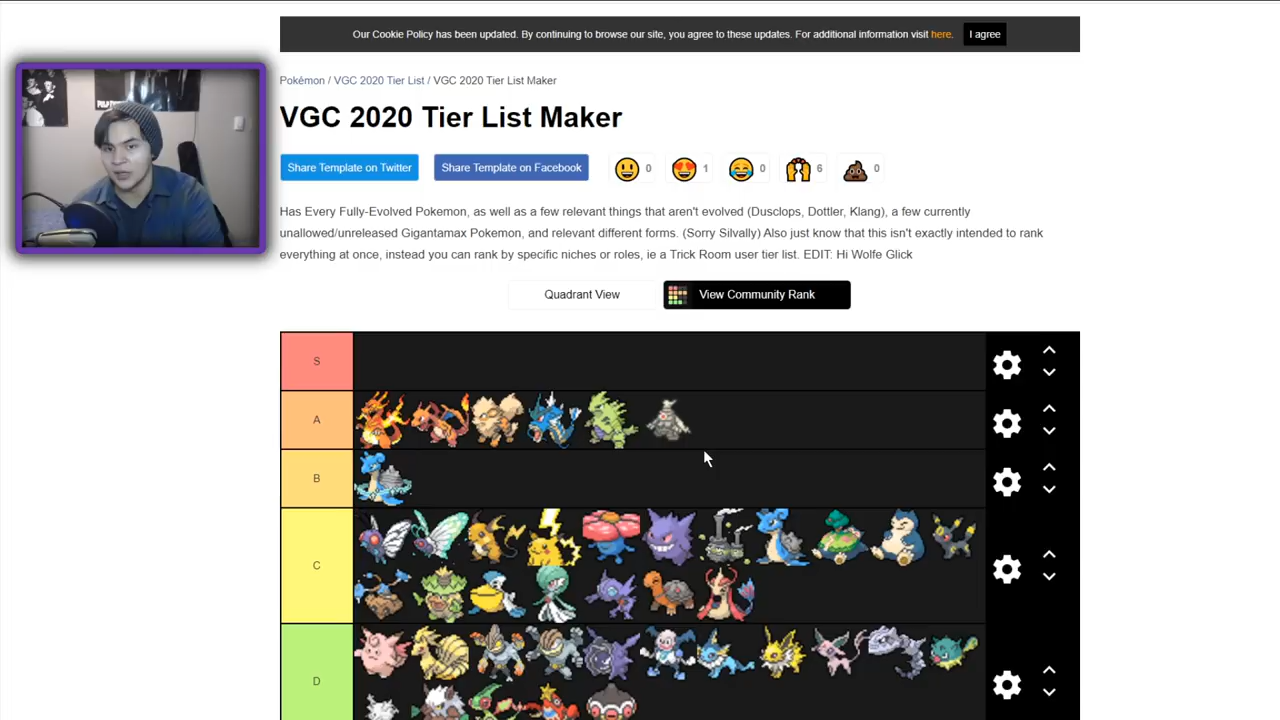 Our Cookie Policy has been updated. By continuing to browse our site, you agree to these updates. For additional information visit here. I agree
Pokémon / VGC 2020 Tier List / VGC 2020 Tier List Maker
VGC 2020 Tier List Maker
Share Template on Twitter
Share Template on Facebook
0
1
0
6
0
Has Every Fully-Evolved Pokemon, as well as a few relevant things that aren't evolved (Dusclops, Dottler, Klang), a few currently
unallowed/unreleased Gigantamax Pokemon, and relevant different forms. (Sorry Silvally) Also just know that this isn't exactly intended to rank
everything at once, instead you can rank by specific niches or roles, ie a Trick Room user tier list. EDIT: Hi Wolfe Glick
Quadrant View
View Community Rank
S
A
B
C
D